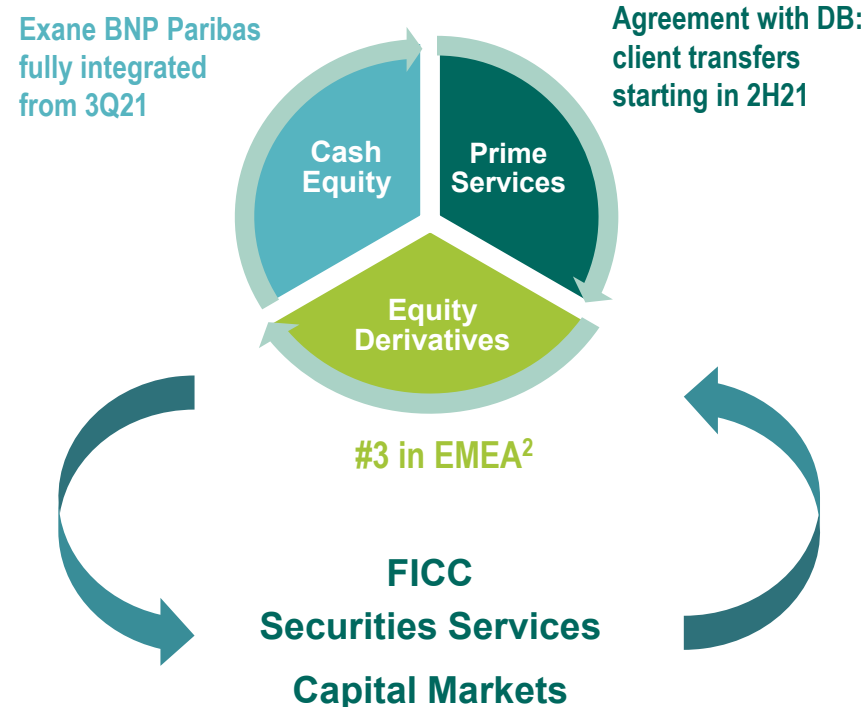 Exane BNP Paribas
fully integrated
from 3Q21
Agreement with DB:
client transfers
starting in 2H21
Cash
Equity
Prime
Services
Equity
Derivatives
#3 in EMEA²
FICC
Securities Services
Capital Markets